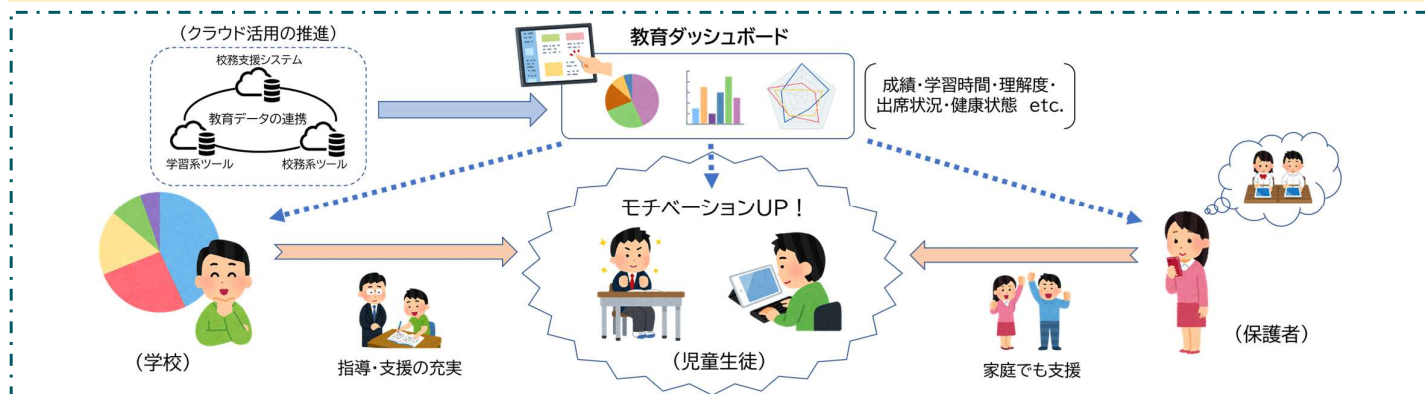 (クラウド活用の推進)
校務支援システム
教育データの連携
学習系ツール
校務系ツール
教育ダッシュボード
成績・学習時間・理解度・
出席状況・健康状態 etc.
モチベーションUP!
(学校)
指導・支援の充実
(児童生徒)
家庭でも支援
(保護者)